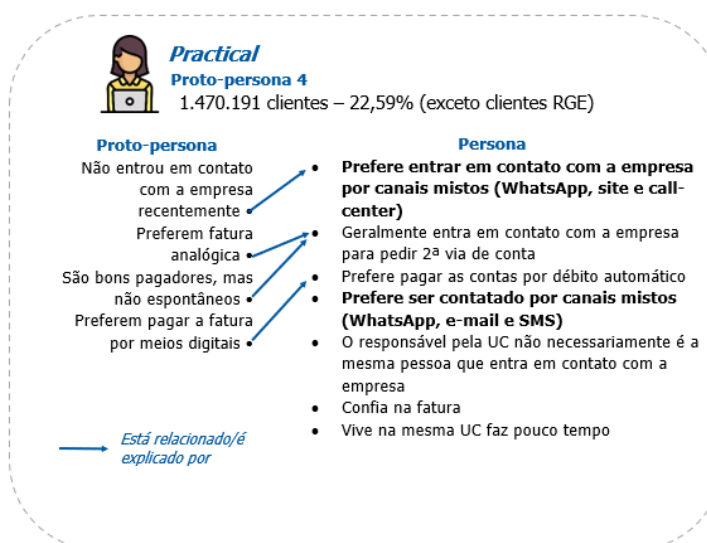 Practical
Proto-persona 4
1.470.191 clientes – 22,59% (exceto clientes RGE)
Proto-persona
Não entrou em contato
com a empresa
recentemente •
Preferem fatura
analógica •
São bons pagadores, mas
não espontâneos •
Preferem pagar a fatura
por meios digitais •
Persona
• Prefere entrar em contato com a empresa
por canais mistos (WhatsApp, site e call-
center)
• Geralmente entra em contato com a empresa
para pedir 2ª via de conta
• Prefere pagar as contas por débito automático
• Prefere ser contatado por canais mistos
(WhatsApp, e-mail e SMS)
• O responsável pela UC não necessariamente é a
mesma pessoa que entra em contato com a
empresa
• Confia na fatura
• Vive na mesma UC faz pouco tempo
Está relacionado/é
explicado por